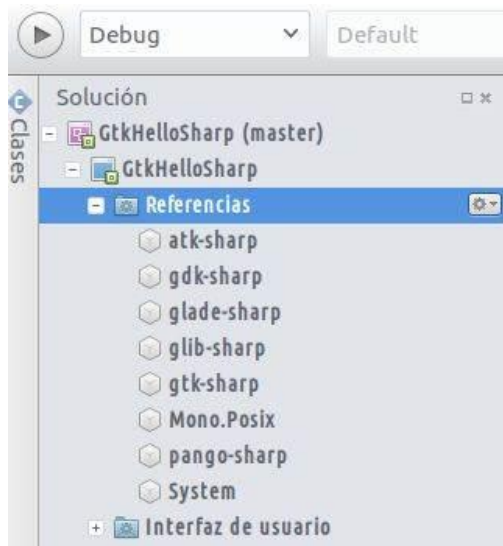 Debug
Default
Clases
Solución
GtkHelloSharp (master)
GtkHelloSharp
Referencias
atk-sharp
gdk-sharp
glade-sharp
glib-sharp
gtk-sharp
Mono.Posix
pango-sharp
System
Interfaz de usuario